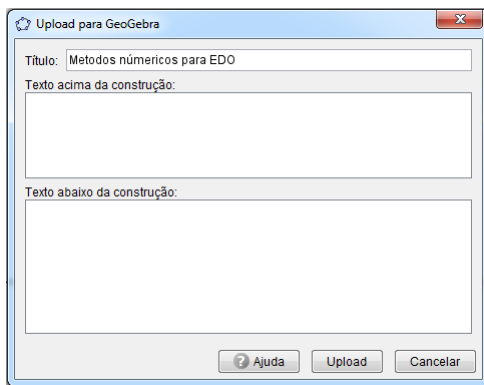 Upload para GeoGebra
Título: Metodos númericos para EDO
Texto acima da construção:
Texto abaixo da construção:
Ajuda Upload Cancelar